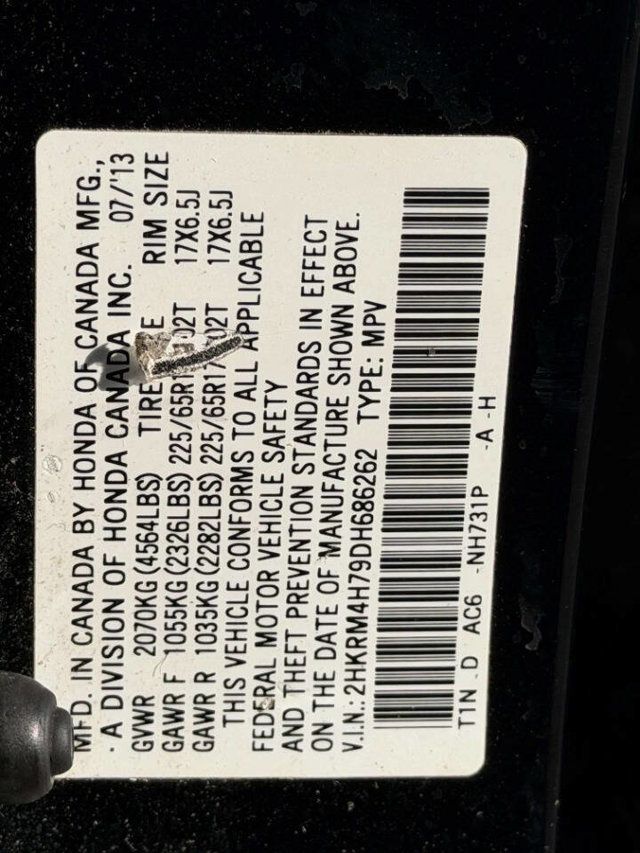 MFD. IN CANADA BY HONDA OF CANADA MFG.,
A DIVISION OF HONDA CANADA INC. 07/'13
GVWR 2070KG (4564LBS) TIRE RIM SIZE
GAWR F 1055KG (2326LBS) 225/65R1 02T 17X6.5J
GAWR R 1035KG (2282LBS) 225/65R17 02T 17X6.5J
THIS VEHICLE CONFORMS TO ALL APPLICABLE
FEDERAL MOTOR VEHICLE SAFETY
AND THEFT PREVENTION STANDARDS IN EFFECT
ON THE DATE OF MANUFACTURE SHOWN ABOVE.
V.I.N.: 2HKRM4H79DH686262 TYPE: MPV
T1N .D AC6 -NH731P -A -H